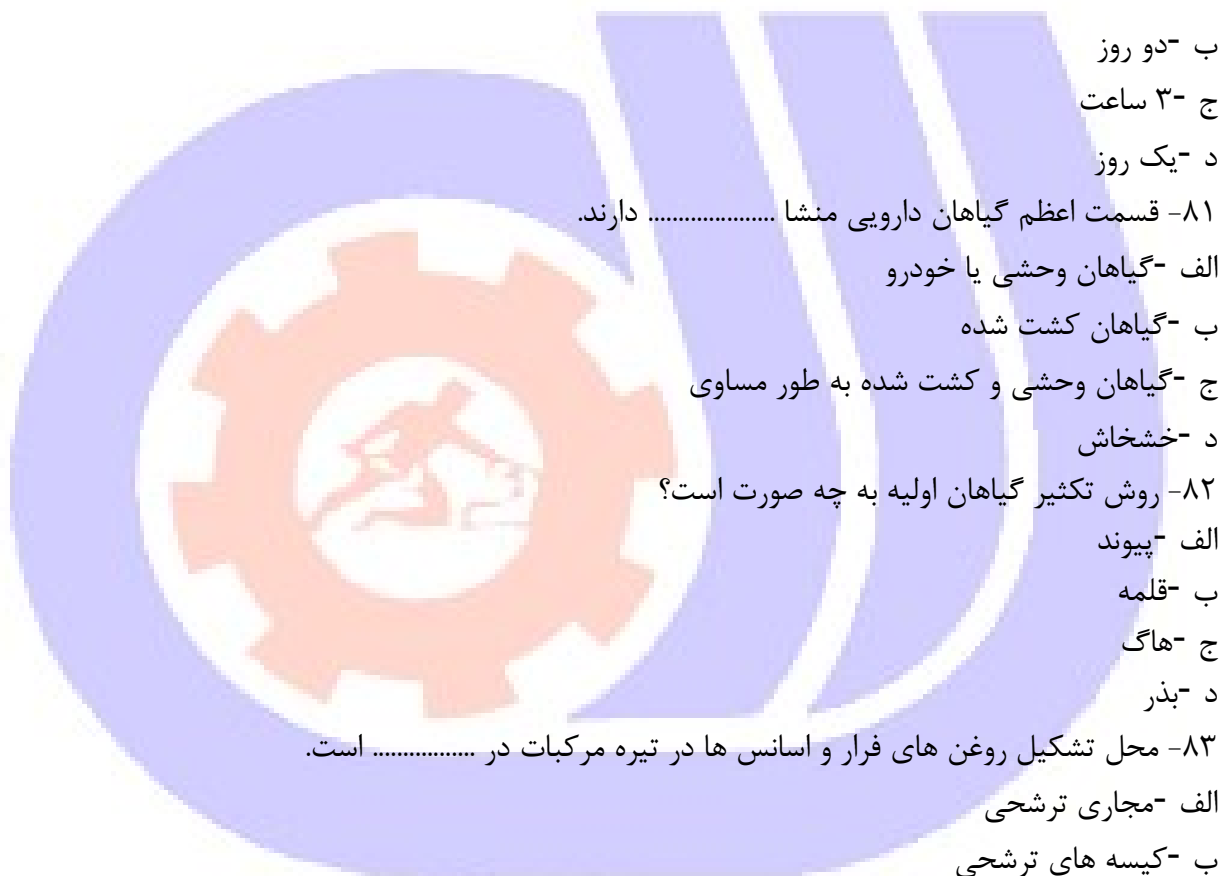 ب -دو روز
ج -۳ ساعت
د -یک روز
۸۱- قسمت اعظم گیاهان دارویی منشا ..................... دارند.
الف -گیاهان وحشی یا خودرو
ب -گیاهان کشت شده
ج -گیاهان وحشی و کشت شده به طور مساوی
د -خشخاش
۸۲- روش تکثیر گیاهان اولیه به چه صورت است؟
الف -پیوند
ب -قلمه
ج -هاگ
د -بذر
۸۳- محل تشکیل روغن های فرار و اسانس ها در تیره مرکبات در ................. است.
الف -مجاری ترشحی
ب -کیسه های ترشحی